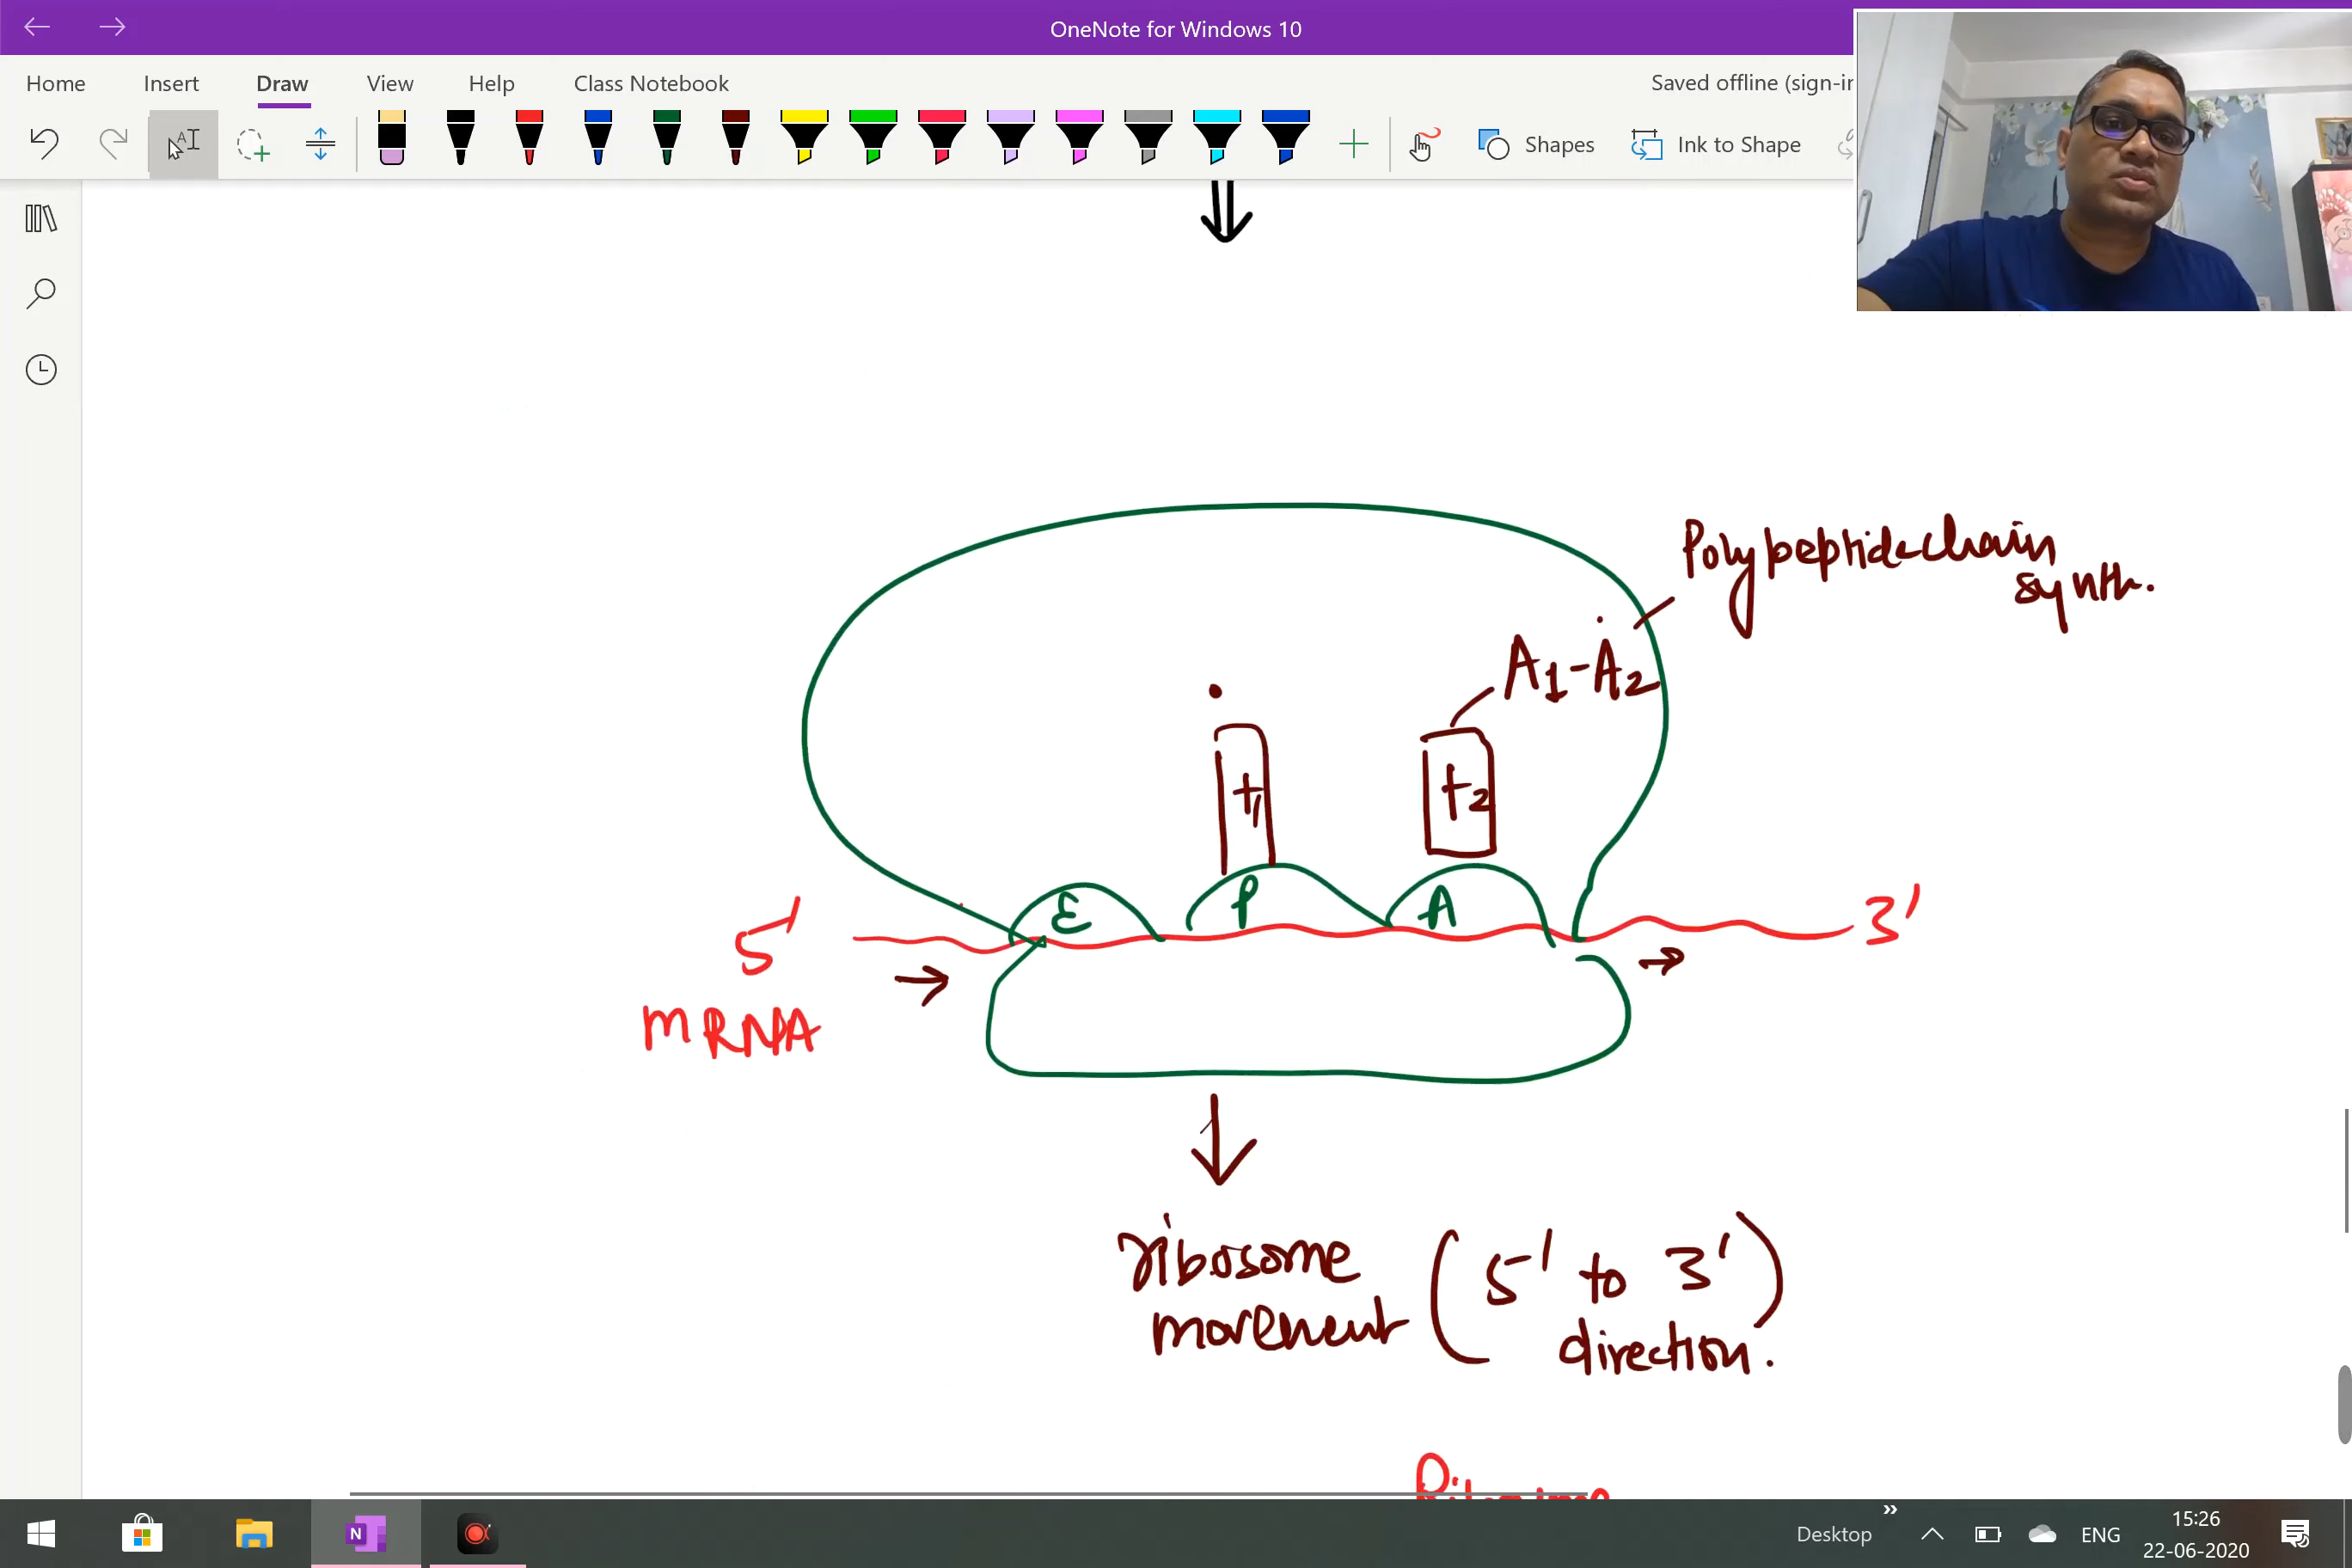 OneNote for Windows 10
Home Insert Draw View Help Class Notebook Saved offline (sign-in
Shapes Ink to Shape
Polypeptide chain
synth.
A1-A2
t1 t2
E P A
5' 3'
mRNA
ribosome (5' to 3')
movement direction.
Desktop ENG 15:26
22-06-2020